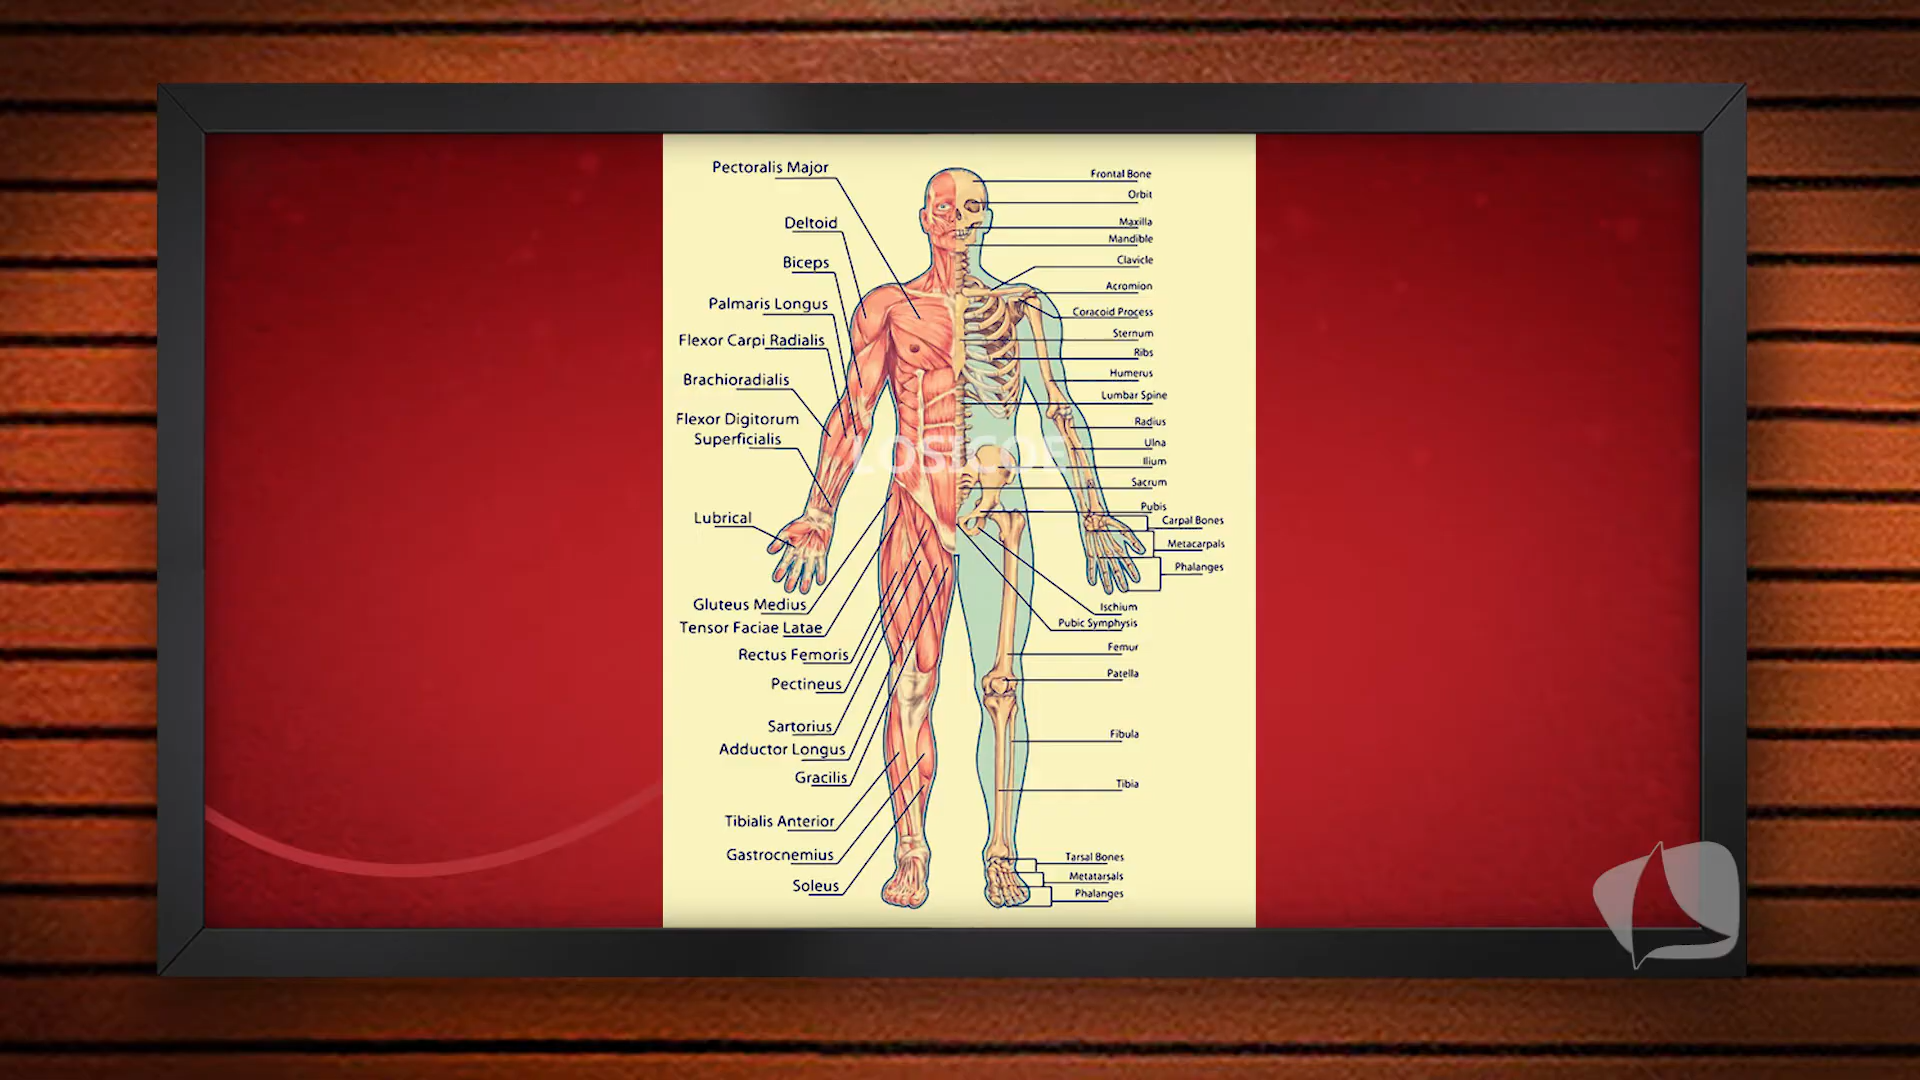 Pectoralis Major
Deltoid
Biceps
Palmaris Longus
Flexor Carpi Radialis
Brachioradialis
Flexor Digitorum
Superficialis
Lubrical
Gluteus Medius
Tensor Faciae Latae
Rectus Femoris
Pectineus
Sartorius
Adductor Longus
Gracilis
Tibialis Anterior
Gastrocnemius
Soleus
Frontal Bone
Orbit
Maxilla
Mandible
Clavicle
Acromion
Coracoid Process
Sternum
Ribs
Humerus
Lumbar Spine
Radius
Ulna
Ilium
Sacrum
Pubis
Carpal Bones
Metacarpals
Phalanges
Ischium
Pubic Symphysis
Femur
Patella
Fibula
Tibia
Tarsal Bones
Metatarsals
Phalanges
LOSICOE